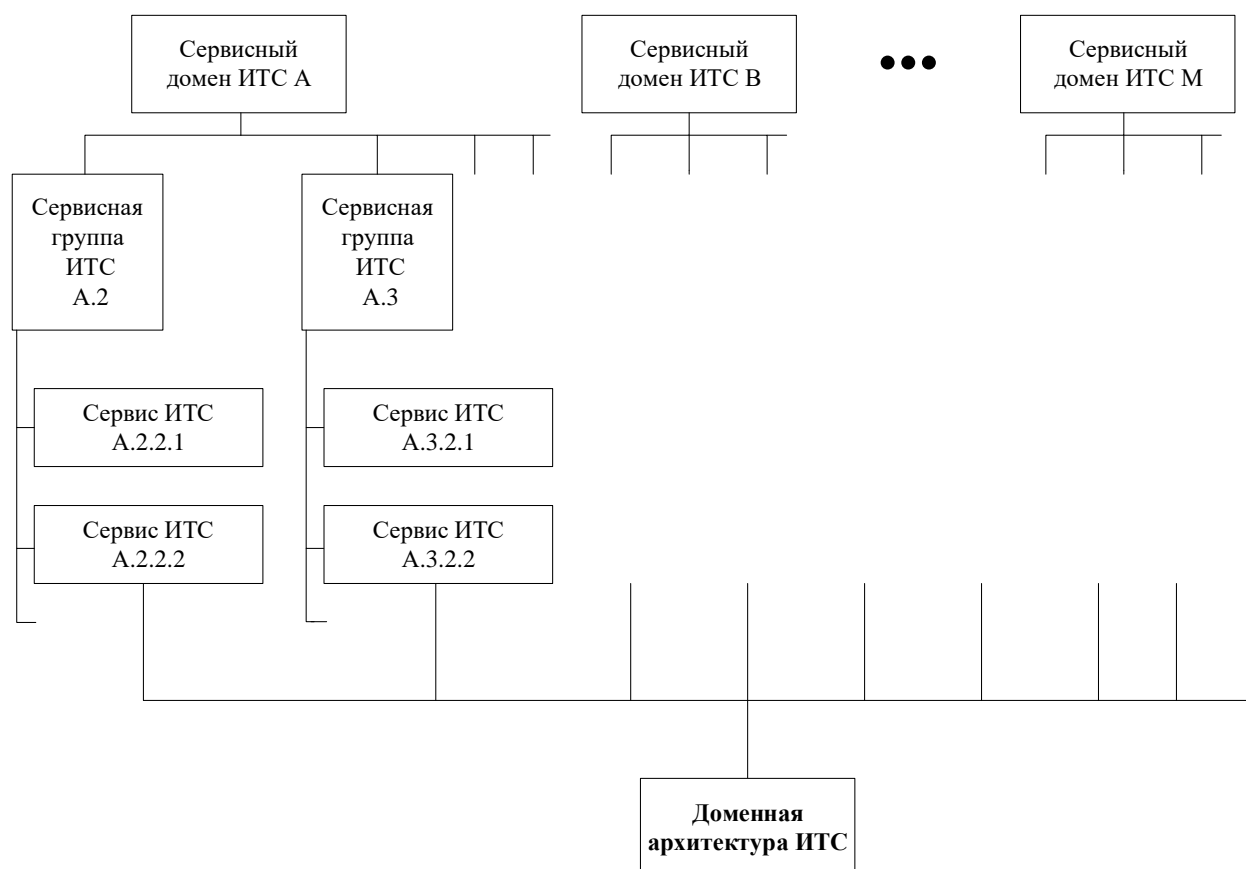 Сервисный
домен ИТС А
Сервисный
домен ИТС В
Сервисный
домен ИТС М
Сервисная
группа
ИТС
А.2
Сервисная
группа
ИТС
А.3
Сервис ИТС
А.2.2.1
Сервис ИТС
А.3.2.1
Сервис ИТС
А.2.2.2
Сервис ИТС
А.3.2.2
Доменная
архитектура ИТС